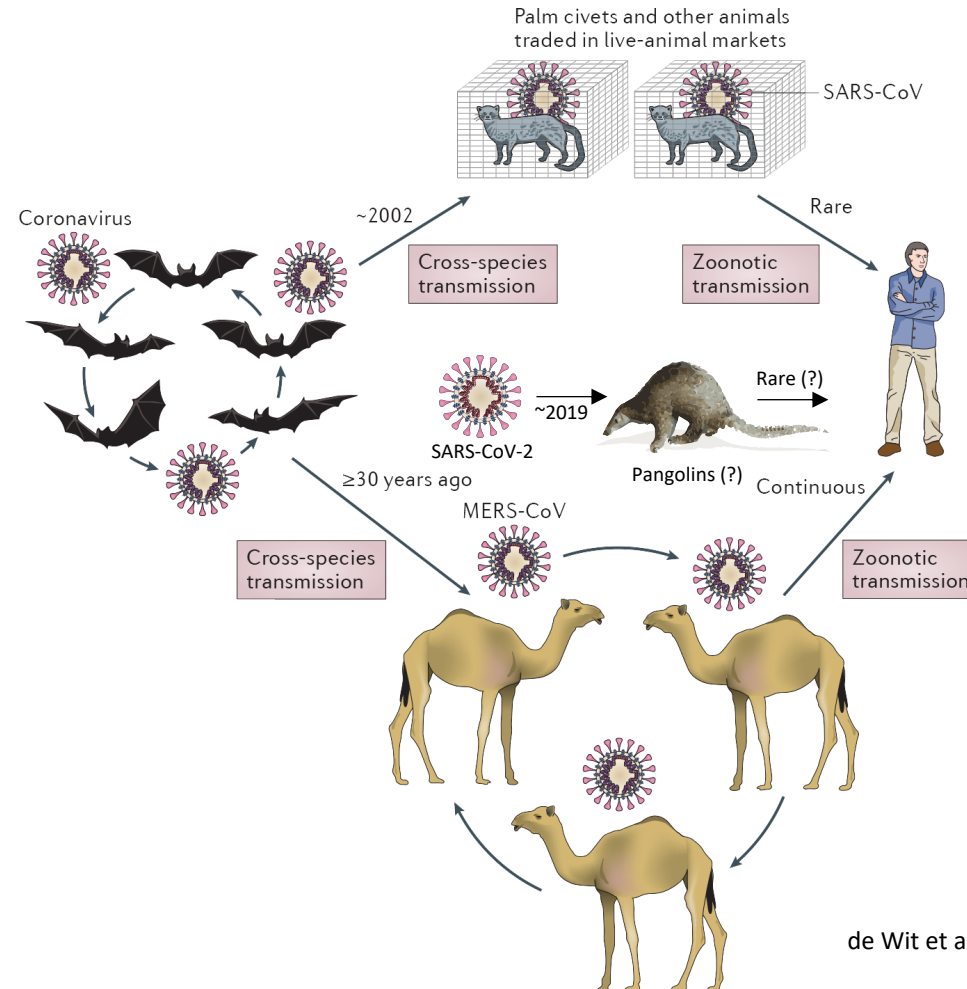 Palm civets and other animals
traded in live-animal markets
SARS-CoV
Coronavirus
~2002
Rare
Cross-species
transmission
Zoonotic
transmission
Rare (?)
~2019
SARS-CoV-2
Pangolins (?)
≥30 years ago
Continuous
MERS-CoV
Cross-species
transmission
Zoonotic
transmission
de Wit et a